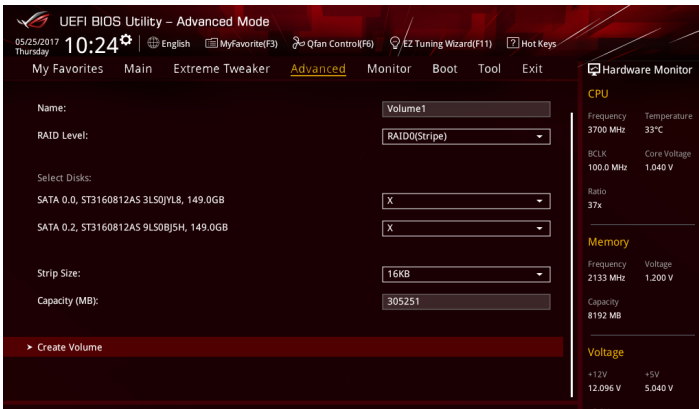 UEFI BIOS Utility – Advanced Mode
05/25/2017 Thursday 10:24 English MyFavorite(F3) Qfan Control(F6) EZ Tuning Wizard(F11) ? Hot Keys
My Favorites Main Extreme Tweaker Advanced Monitor Boot Tool Exit
Name: Volume1
RAID Level: RAID0(Stripe)
Select Disks:
SATA 0.0, ST3160812AS 3LS0JYL8, 149.0GB X
SATA 0.2, ST3160812AS 9LS0BJ5H, 149.0GB X
Strip Size: 16KB
Capacity (MB): 305251
> Create Volume
Hardware Monitor
CPU
Frequency Temperature
3700 MHz 33°C
BCLK Core Voltage
100.0 MHz 1.040 V
Ratio
37x
Memory
Frequency Voltage
2133 MHz 1.200 V
Capacity
8192 MB
Voltage
+12V +5V
12.096 V 5.040 V